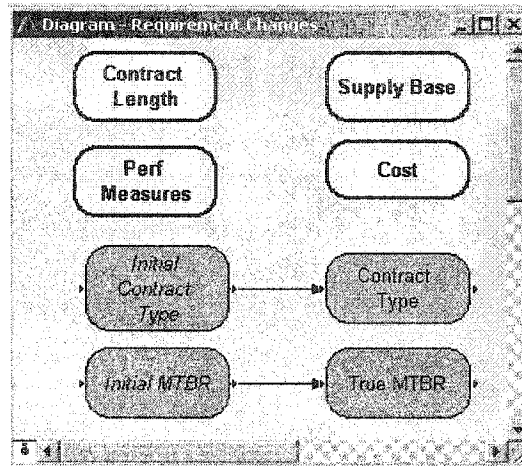 Diagram - Requirement Changes
Contract
Length
Supply Base
Perf
Measures
Cost
Initial
Contract
Type
Contract
Type
Initial MTBR
True MTBR